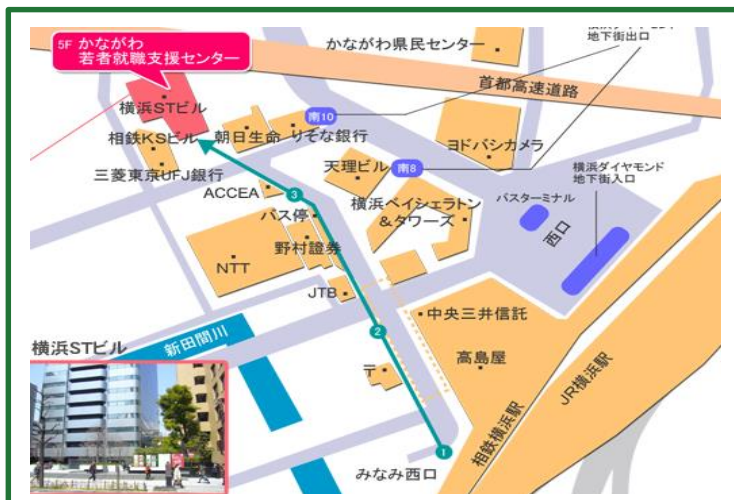 5F かながわ
若者就職支援センター
横浜STビル
相鉄KSビル
三菱東京UFJ銀行
朝日生命
りそな銀行
南10
かながわ県民センター
地下街出口
首都高速道路
ヨドバシカメラ
天理ビル
南8
横浜ダイヤモンド
地下街入口
バスターミナル
西口
ACCEA
3
バス停
横浜ベイシェラトン
&タワーズ
野村證券
NTT
JTB
中央三井信託
2
新田間川
高島屋
〒
横浜STビル
JR横浜駅
相鉄横浜駅
1
みなみ西口